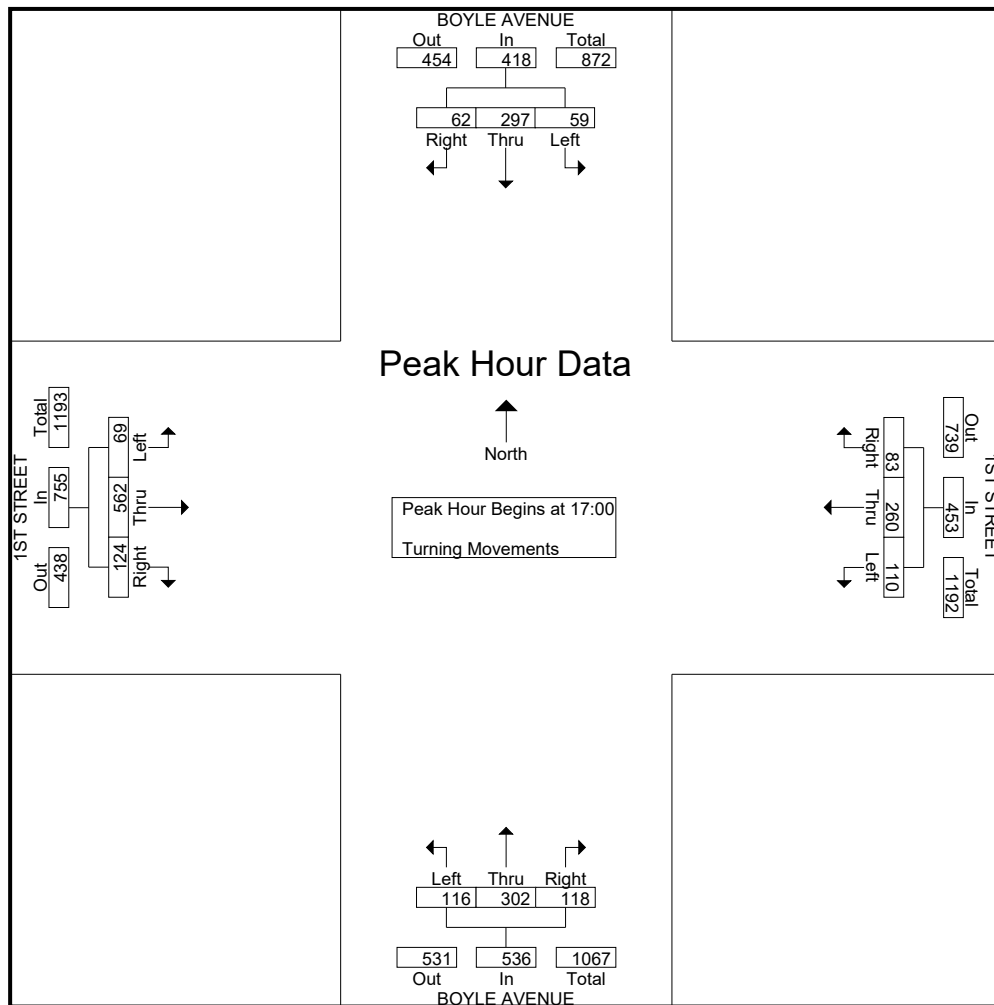 BOYLE AVENUE
Out In Total
454 418 872
62 297 59
Right Thru Left
Peak Hour Data
North
Peak Hour Begins at 17:00
Turning Movements
1ST STREET
Out In Total
438 755 1193
124 562 69
Right Thru Left
1ST STREET
Out In Total
739 453 1192
83 260 110
Right Thru Left
Left Thru Right
116 302 118
531 536 1067
Out In Total
BOYLE AVENUE